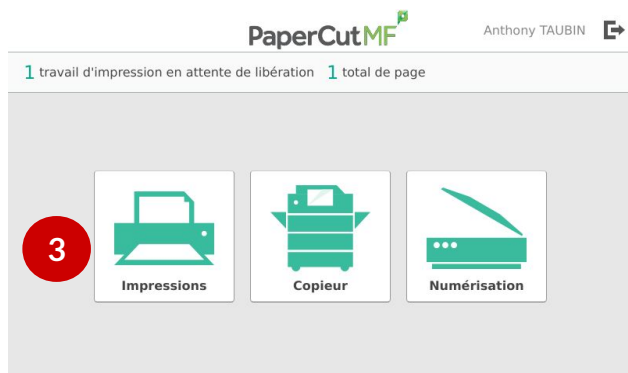 PaperCutMF
Anthony TAUBIN
1 travail d'impression en attente de libération 1 total de page
3
Impressions
Copieur
Numérisation